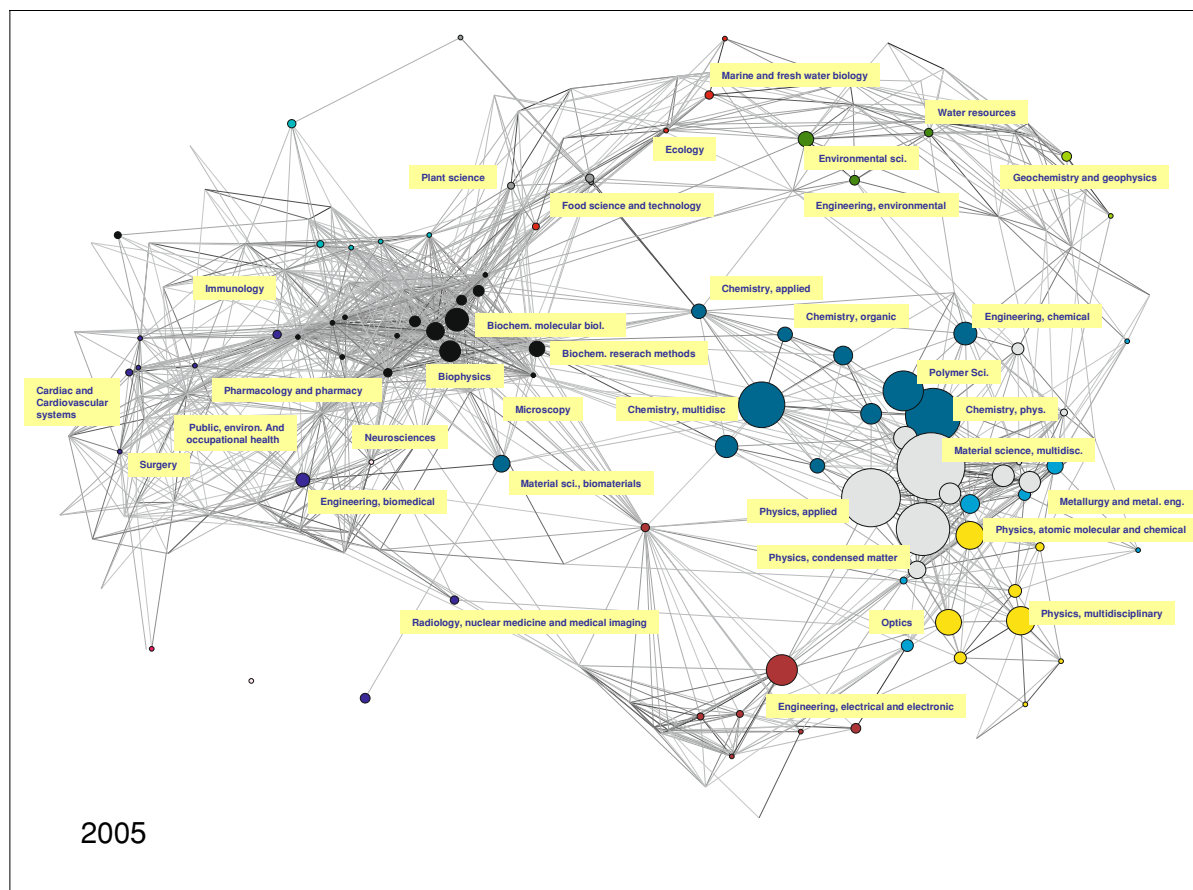 Marine and fresh water biology
Water resources
Ecology
Environmental sci.
Plant science
Geochemistry and geophysics
Food science and technology
Engineering, environmental
Immunology
Chemistry, applied
Chemistry, organic
Engineering, chemical
Biochem. molecular biol.
Biochem. reserach methods
Biophysics
Polymer Sci.
Cardiac and
Cardiovascular
systems
Pharmacology and pharmacy
Microscopy
Chemistry, multidisc
Chemistry, phys.
Public, environ. And
occupational health
Neurosciences
Material science, multidisc.
Surgery
Material sci., biomaterials
Engineering, biomedical
Metallurgy and metal. eng.
Physics, applied
Physics, atomic molecular and chemical
Physics, condensed matter
Radiology, nuclear medicine and medical imaging
Optics
Physics, multidisciplinary
Engineering, electrical and electronic
2005